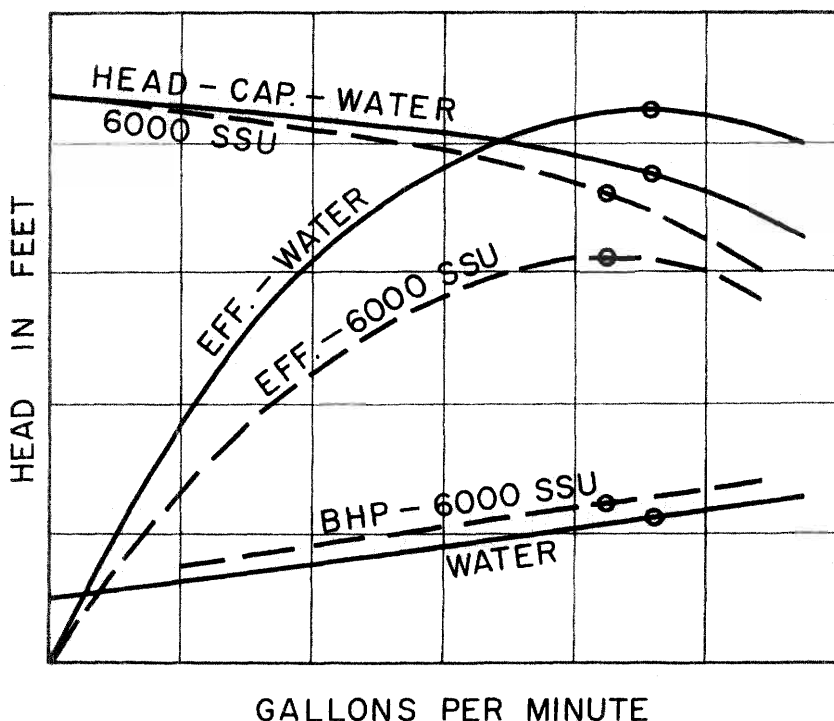 HEAD - CAP. - WATER
6000 SSU
EFF. - WATER
EFF. - 6000 SSU
BHP - 6000 SSU
WATER
HEAD IN FEET
GALLONS PER MINUTE